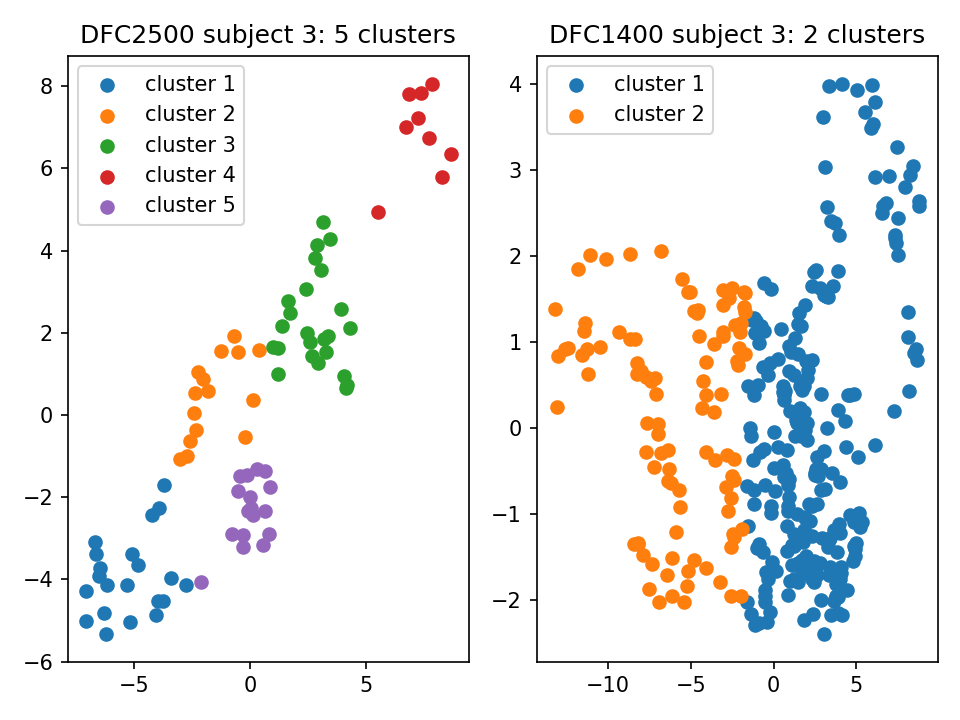 DFC2500 subject 3: 5 clusters
cluster 1
cluster 2
cluster 3
cluster 4
cluster 5
8
6
4
2
0
−2
−4
−6
−5
0
5
DFC1400 subject 3: 2 clusters
cluster 1
cluster 2
4
3
2
1
0
−1
−2
−10
−5
0
5